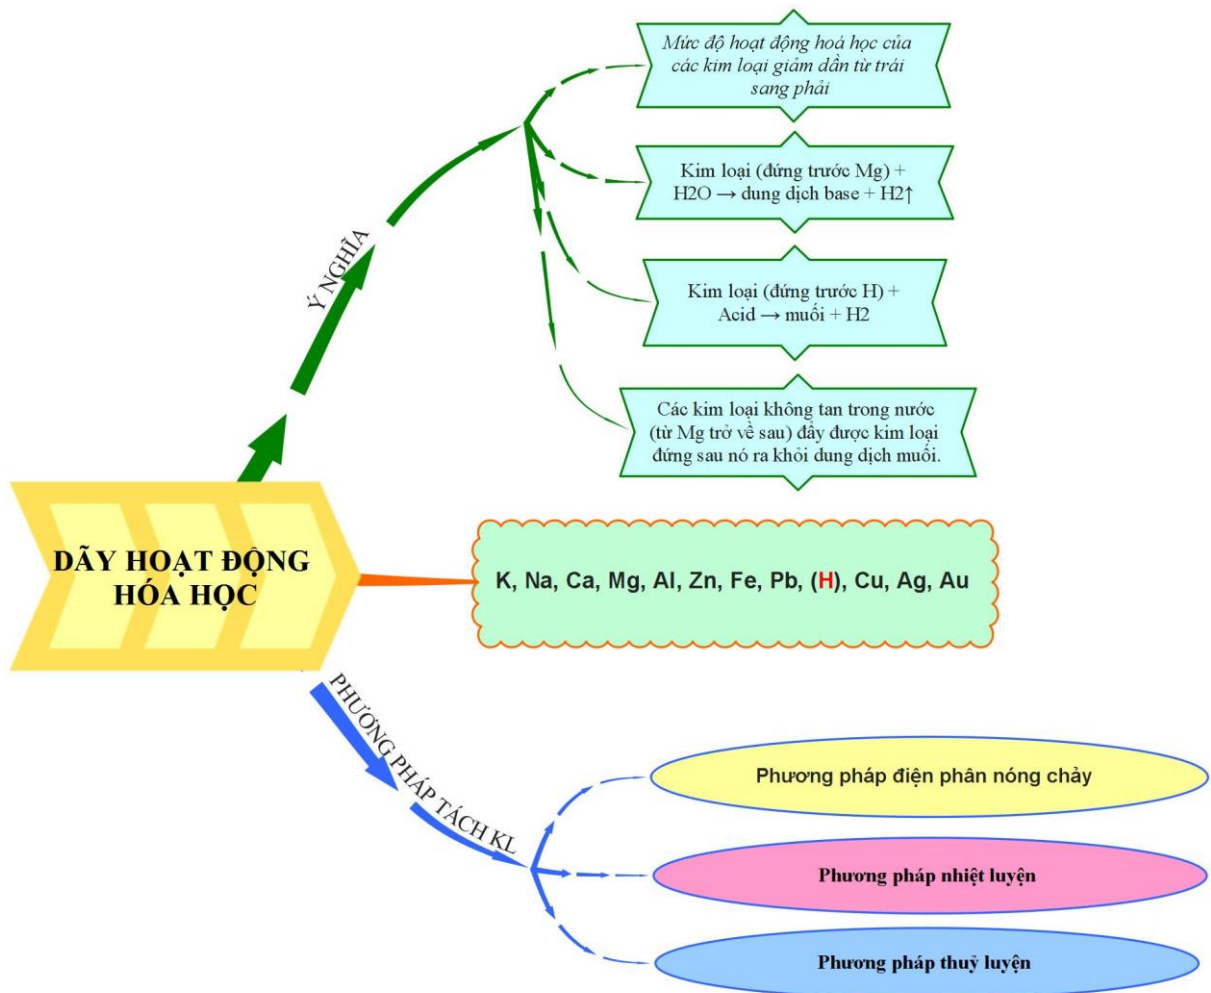 DÃY HOẠT ĐỘNG
HÓA HỌC
Ý NGHĨA
Mức độ hoạt động hoá học của
các kim loại giảm dần từ trái
sang phải
Kim loại (đứng trước Mg) +
H2O → dung dịch base + H2↑
Kim loại (đứng trước H) +
Acid → muối + H2
Các kim loại không tan trong nước
(từ Mg trở về sau) đẩy được kim loại
đứng sau nó ra khỏi dung dịch muối.
K, Na, Ca, Mg, Al, Zn, Fe, Pb, (H), Cu, Ag, Au
PHƯƠNG PHÁP TÁCH KL
Phương pháp điện phân nóng chảy
Phương pháp nhiệt luyện
Phương pháp thuỷ luyện